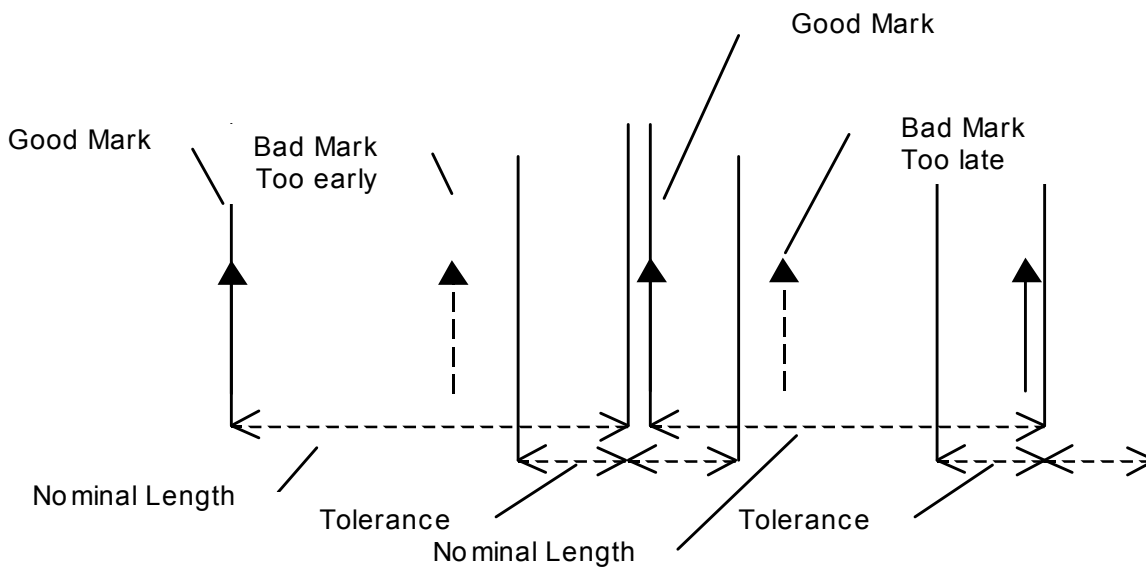 Good Mark
Good Mark
Bad Mark
Too early
Bad Mark
Too late
Nominal Length
Tolerance
Nominal Length
Tolerance